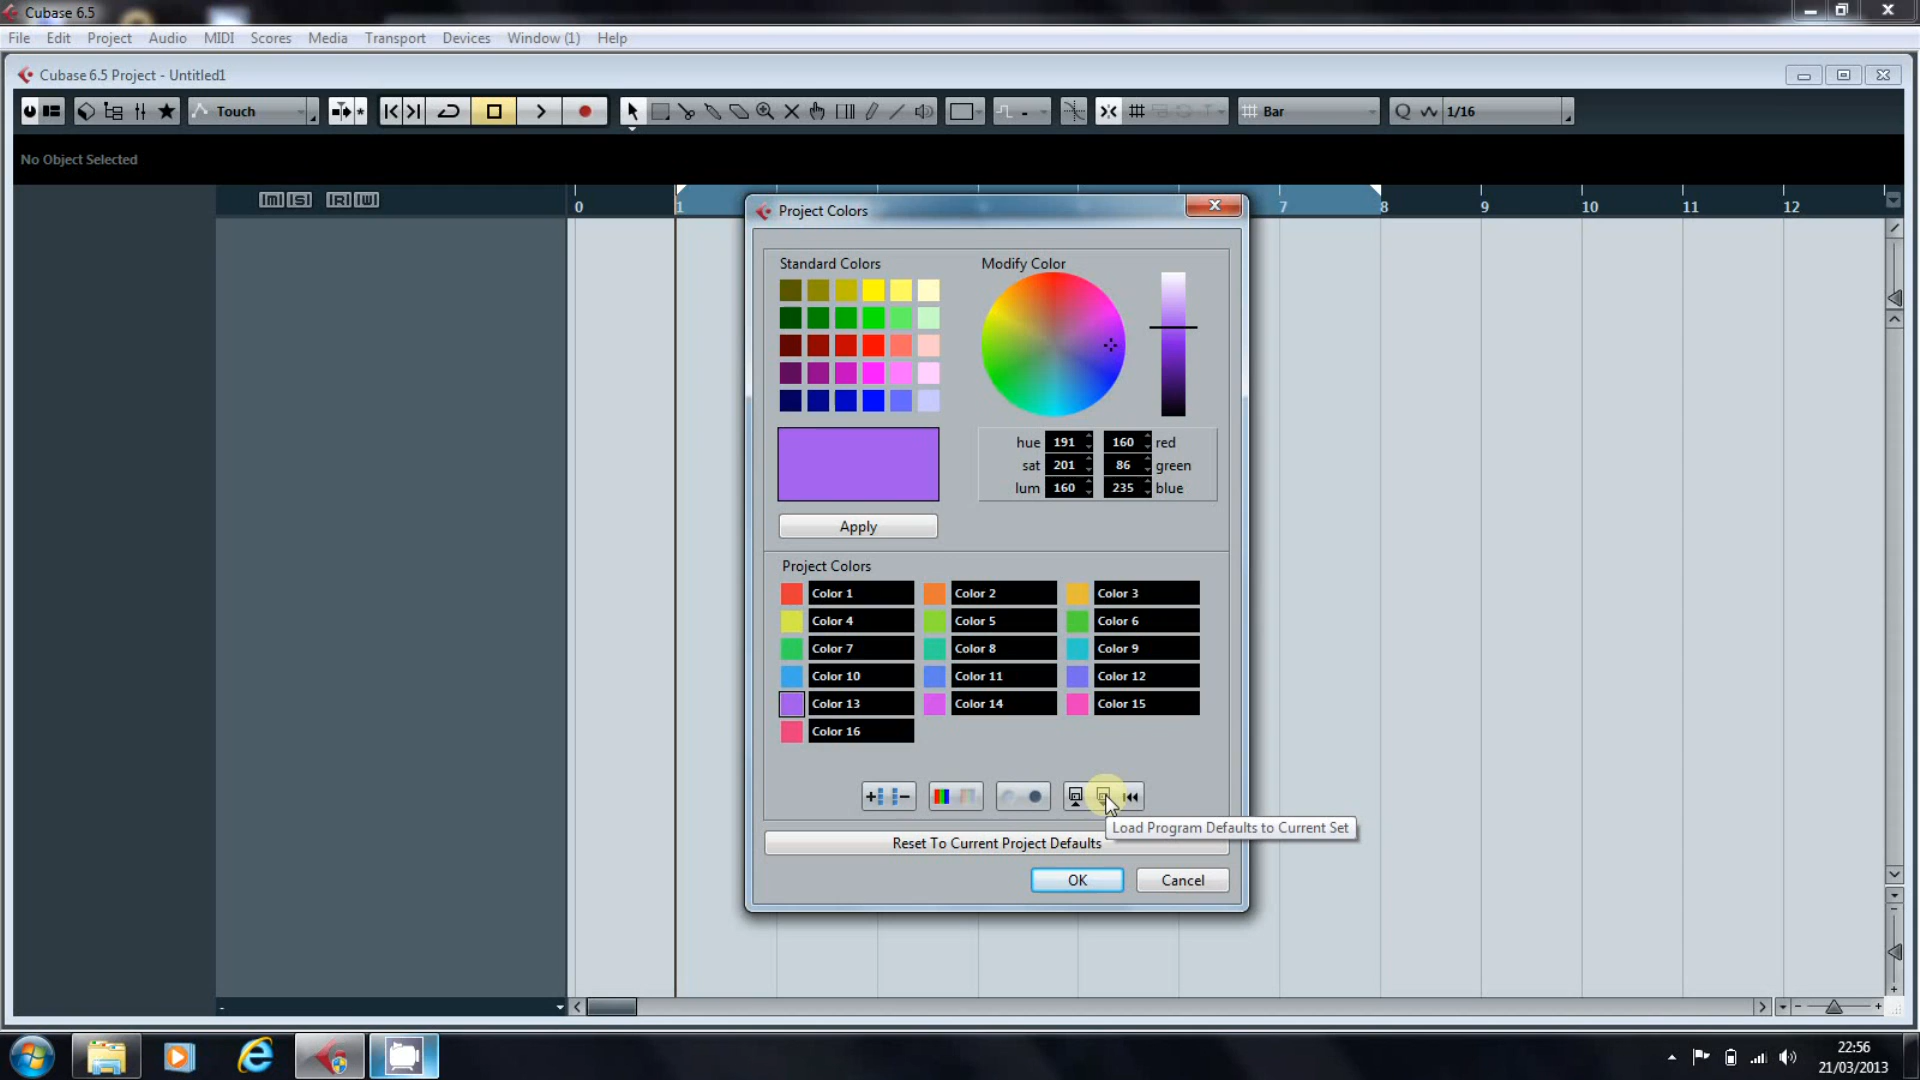 Cubase 6.5
File Edit Project Audio MIDI Scores Media Transport Devices Window (1) Help
Cubase 6.5 Project - Untitled1
Touch
Bar
Q 1/16
No Object Selected
[M] [S] [R] [W]
0 1 7 8 9 10 11 12
Project Colors
Standard Colors
Modify Color
hue 191 160 red
sat 201 86 green
lum 160 235 blue
Apply
Project Colors
Color 1 Color 2 Color 3
Color 4 Color 5 Color 6
Color 7 Color 8 Color 9
Color 10 Color 11 Color 12
Color 13 Color 14 Color 15
Color 16
Load Program Defaults to Current Set
Reset To Current Project Defaults
OK Cancel
22:56
21/03/2013